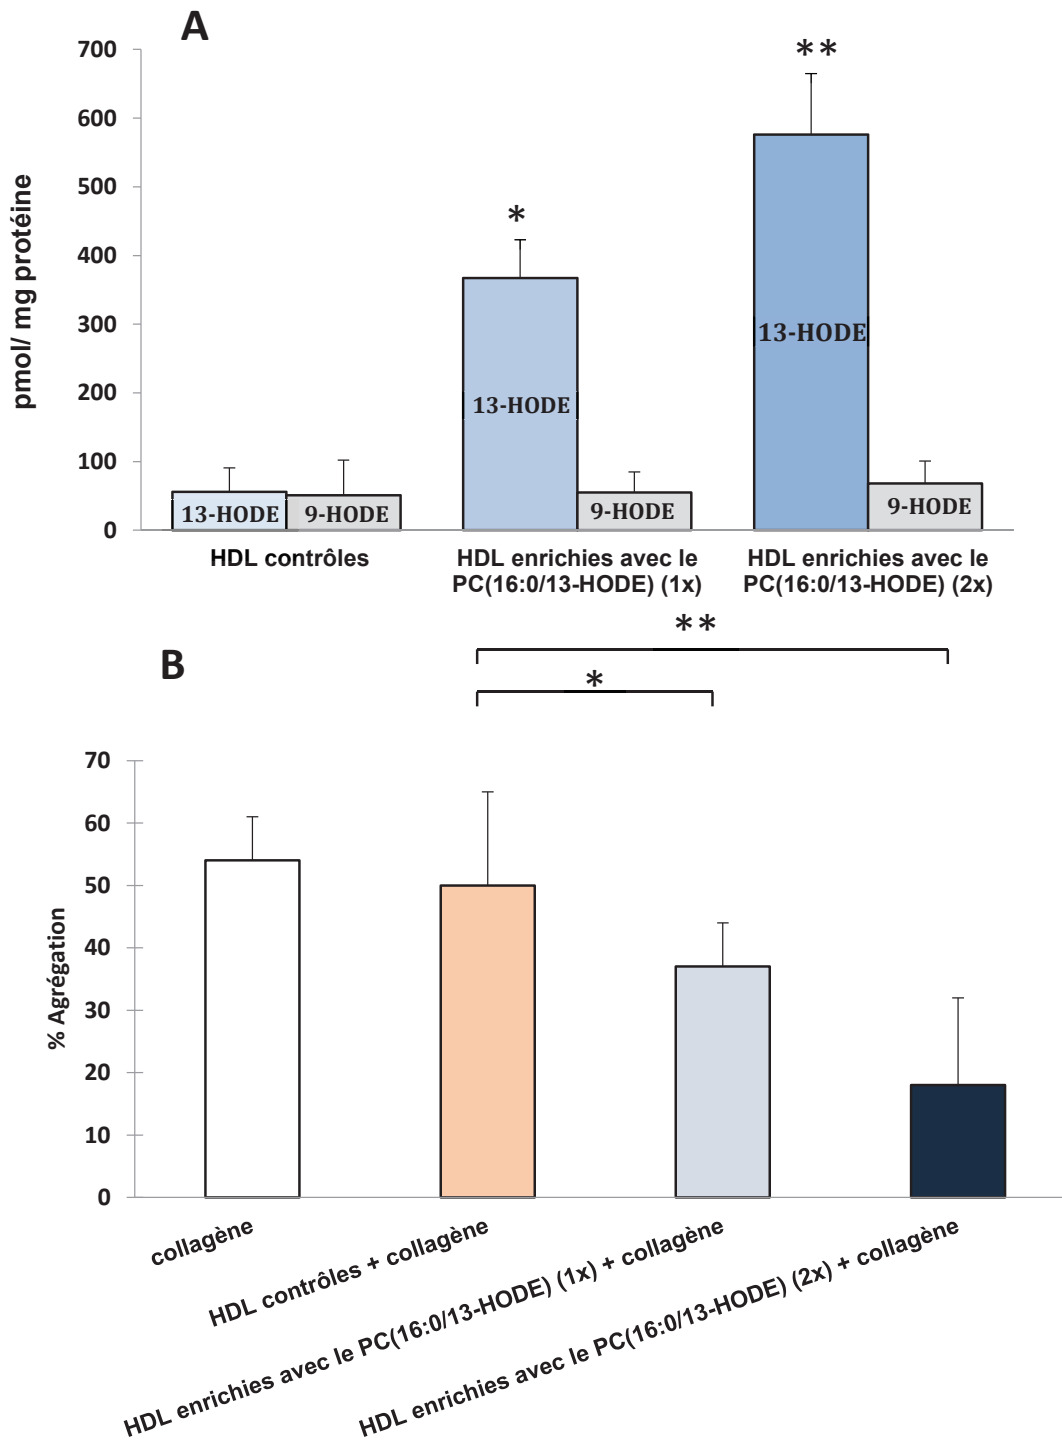 A
700
600
500
400
300
200
100
0
pmol/ mg protéine
*
**
13-HODE
9-HODE
13-HODE
9-HODE
13-HODE
9-HODE
HDL contrôles
HDL enrichies avec le
PC(16:0/13-HODE) (1x)
HDL enrichies avec le
PC(16:0/13-HODE) (2x)
B
**
*
70
60
50
40
30
20
10
0
% Agrégation
collagène
HDL contrôles + collagène
HDL enrichies avec le PC(16:0/13-HODE) (1x) + collagène
HDL enrichies avec le PC(16:0/13-HODE) (2x) + collagène